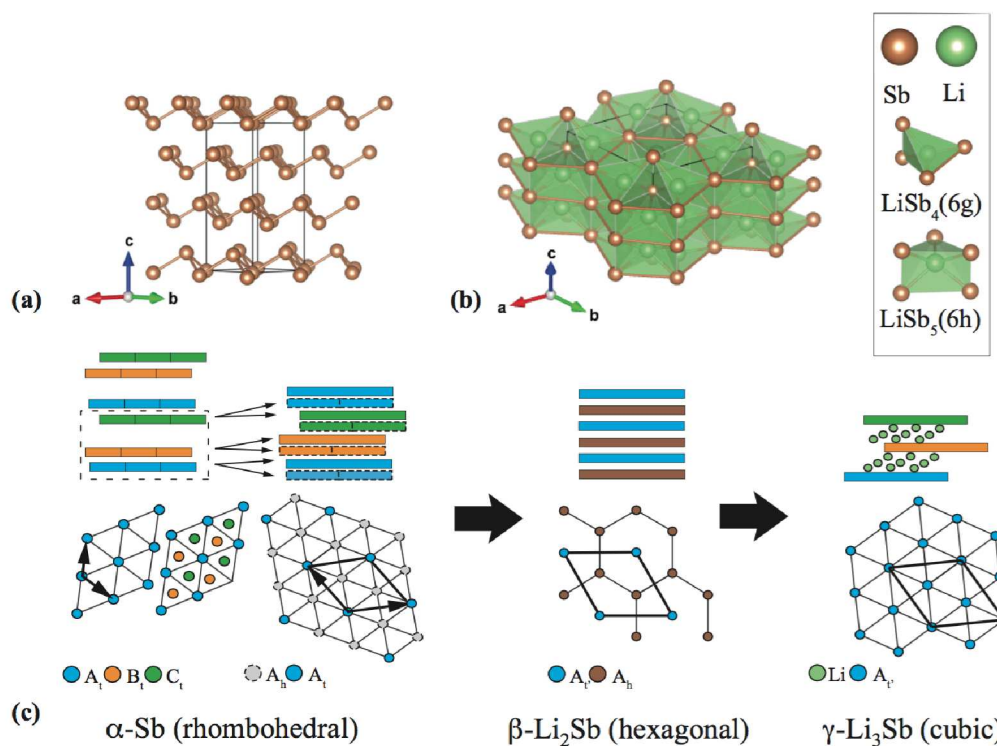 Sb Li
LiSb4(6g)
LiSb5(6h)
c
a b
(a)
c
a b
(b)
At Bt Ct
Ah At
At' Ah
Li At'
(c)
α-Sb (rhombohedral)
β-Li2Sb (hexagonal)
γ-Li3Sb (cubic)